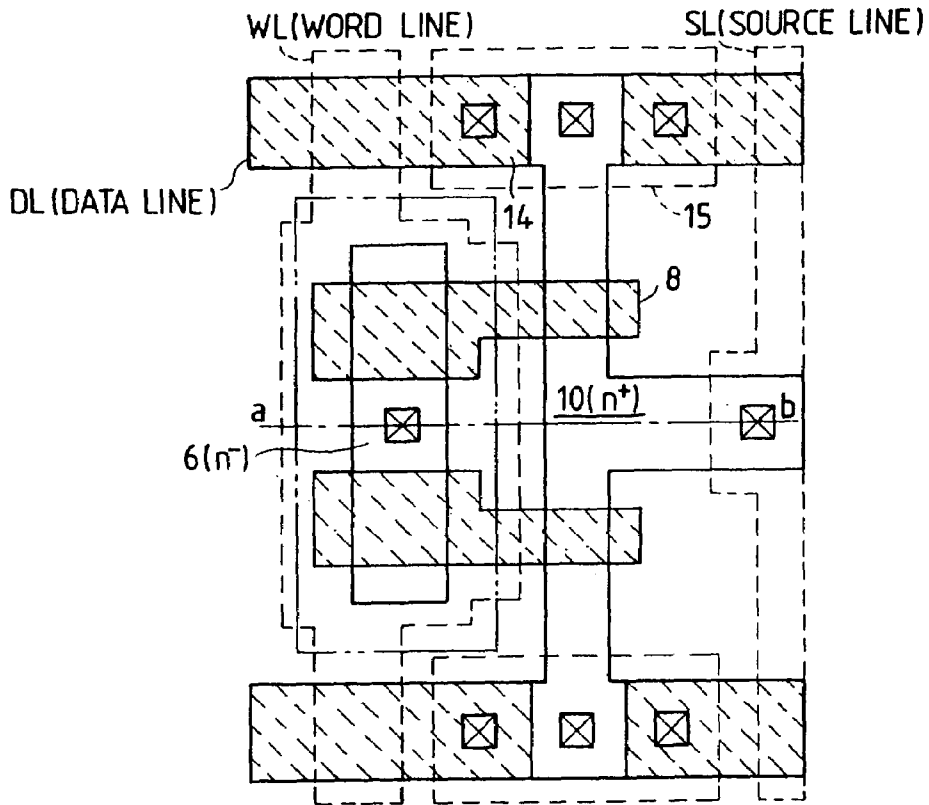 WL(WORD LINE)
SL(SOURCE LINE)
DL(DATA LINE)
14
15
8
a
10(n⁺)
b
6(n⁻)